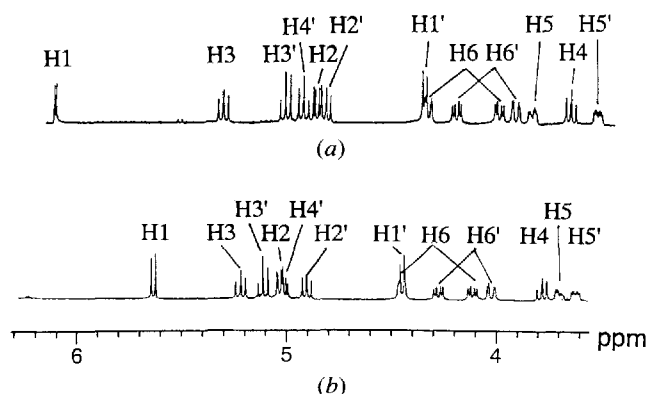 H1 H3 H3' H4' H2 H2' H1' H6 H6' H5 H4 H5'
(a)
H1 H3 H3' H2 H4' H2' H1' H6 H6' H4 H5 H5'
6 5 4 ppm
(b)